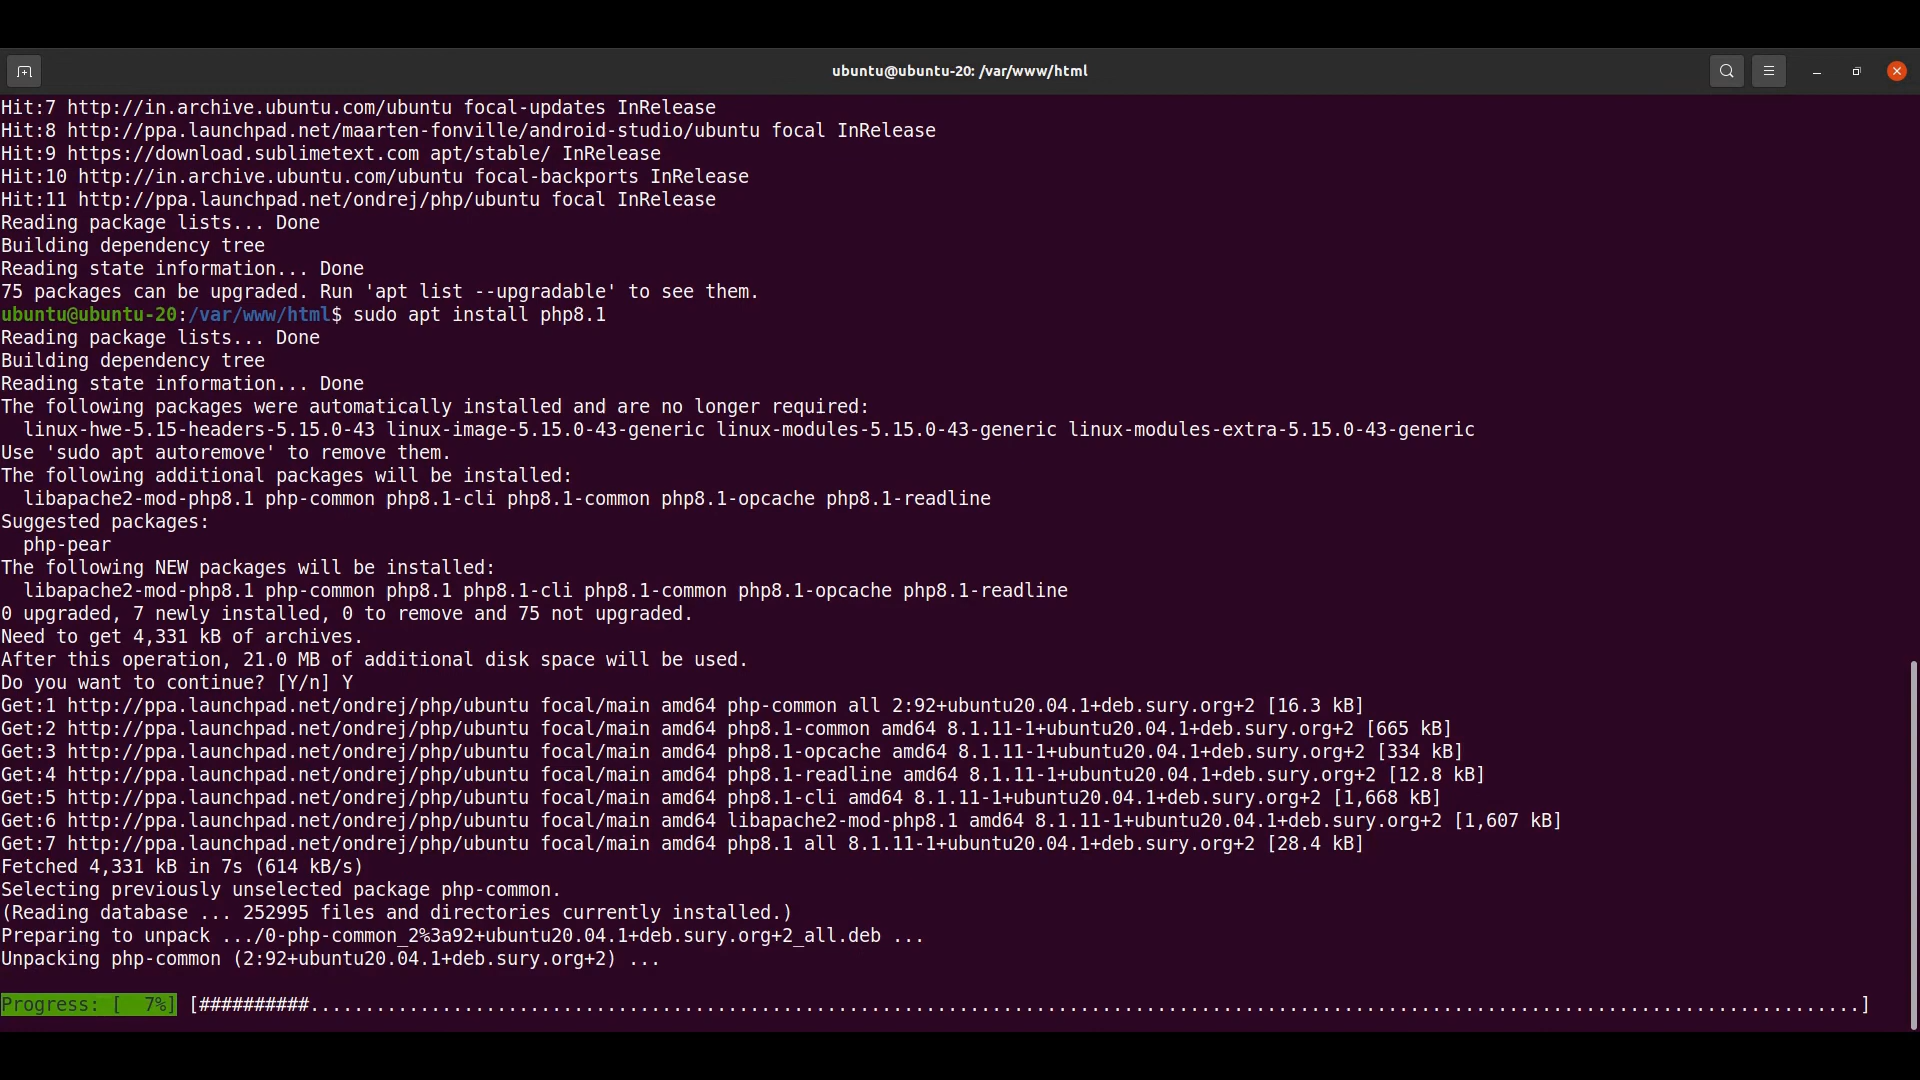 ubuntu@ubuntu-20: /var/www/html
Hit:7 http://in.archive.ubuntu.com/ubuntu focal-updates InRelease
Hit:8 http://ppa.launchpad.net/maarten-fonville/android-studio/ubuntu focal InRelease
Hit:9 https://download.sublimetext.com apt/stable/ InRelease
Hit:10 http://in.archive.ubuntu.com/ubuntu focal-backports InRelease
Hit:11 http://ppa.launchpad.net/ondrej/php/ubuntu focal InRelease
Reading package lists... Done
Building dependency tree
Reading state information... Done
75 packages can be upgraded. Run 'apt list --upgradable' to see them.
ubuntu@ubuntu-20:/var/www/html$ sudo apt install php8.1
Reading package lists... Done
Building dependency tree
Reading state information... Done
The following packages were automatically installed and are no longer required:
  linux-hwe-5.15-headers-5.15.0-43 linux-image-5.15.0-43-generic linux-modules-5.15.0-43-generic linux-modules-extra-5.15.0-43-generic
Use 'sudo apt autoremove' to remove them.
The following additional packages will be installed:
  libapache2-mod-php8.1 php-common php8.1-cli php8.1-common php8.1-opcache php8.1-readline
Suggested packages:
  php-pear
The following NEW packages will be installed:
  libapache2-mod-php8.1 php-common php8.1 php8.1-cli php8.1-common php8.1-opcache php8.1-readline
0 upgraded, 7 newly installed, 0 to remove and 75 not upgraded.
Need to get 4,331 kB of archives.
After this operation, 21.0 MB of additional disk space will be used.
Do you want to continue? [Y/n] Y
Get:1 http://ppa.launchpad.net/ondrej/php/ubuntu focal/main amd64 php-common all 2:92+ubuntu20.04.1+deb.sury.org+2 [16.3 kB]
Get:2 http://ppa.launchpad.net/ondrej/php/ubuntu focal/main amd64 php8.1-common amd64 8.1.11-1+ubuntu20.04.1+deb.sury.org+2 [665 kB]
Get:3 http://ppa.launchpad.net/ondrej/php/ubuntu focal/main amd64 php8.1-opcache amd64 8.1.11-1+ubuntu20.04.1+deb.sury.org+2 [334 kB]
Get:4 http://ppa.launchpad.net/ondrej/php/ubuntu focal/main amd64 php8.1-readline amd64 8.1.11-1+ubuntu20.04.1+deb.sury.org+2 [12.8 kB]
Get:5 http://ppa.launchpad.net/ondrej/php/ubuntu focal/main amd64 php8.1-cli amd64 8.1.11-1+ubuntu20.04.1+deb.sury.org+2 [1,668 kB]
Get:6 http://ppa.launchpad.net/ondrej/php/ubuntu focal/main amd64 libapache2-mod-php8.1 amd64 8.1.11-1+ubuntu20.04.1+deb.sury.org+2 [1,607 kB]
Get:7 http://ppa.launchpad.net/ondrej/php/ubuntu focal/main amd64 php8.1 all 8.1.11-1+ubuntu20.04.1+deb.sury.org+2 [28.4 kB]
Fetched 4,331 kB in 7s (614 kB/s)
Selecting previously unselected package php-common.
(Reading database ... 252995 files and directories currently installed.)
Preparing to unpack .../0-php-common_2%3a92+ubuntu20.04.1+deb.sury.org+2_all.deb ...
Unpacking php-common (2:92+ubuntu20.04.1+deb.sury.org+2) ...
Progress: [  7%] [##########.............................................................................................................................................]